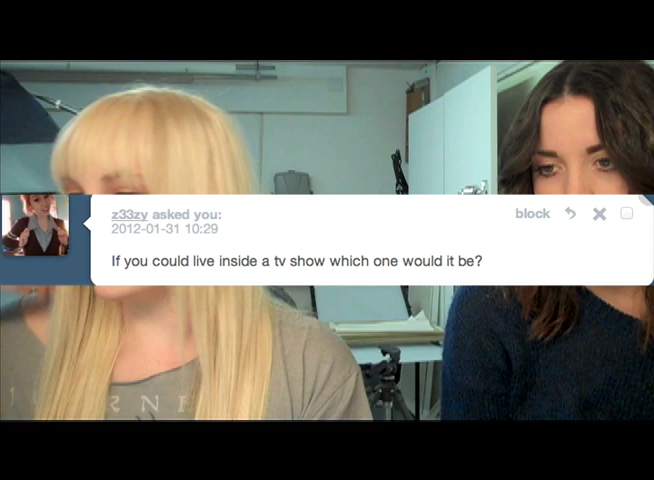 z33zy asked you:
block
2012-01-31 10:29
If you could live inside a tv show which one would it be?
RNE